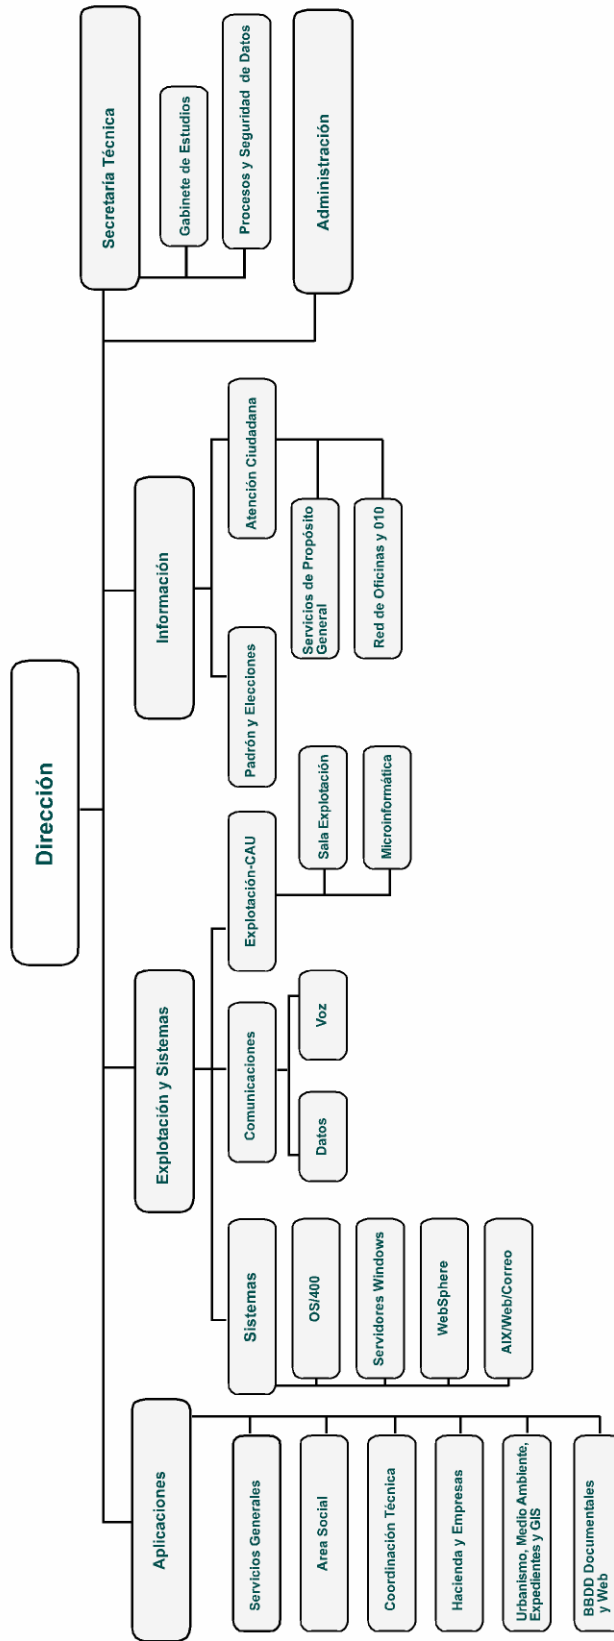 Dirección
Aplicaciones
Servicios Generales
Area Social
Coordinación Técnica
Hacienda y Empresas
Urbanismo, Medio Ambiente,
Expedientes y GIS
BBDD Documentales
y Web
Explotación y Sistemas
Sistemas
OS/400
Servidores Windows
WebSphere
AIX/Web/Correo
Comunicaciones
Datos
Voz
Explotación-CAU
Sala Explotación
Microinformática
Información
Padrón y Elecciones
Atención Ciudadana
Servicios de Propósito
General
Red de Oficinas y 010
Secretaría Técnica
Gabinete de Estudios
Procesos y Seguridad de Datos
Administración